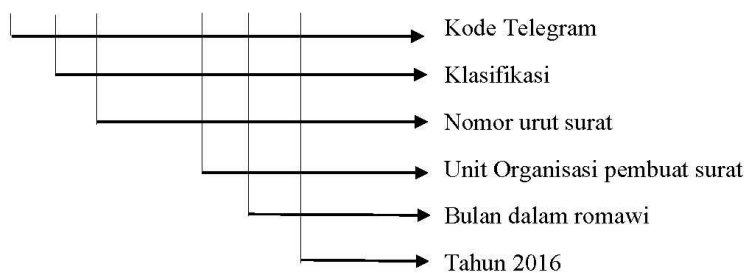 Kode Telegram
Klasifikasi
Nomor urut surat
Unit Organisasi pembuat surat
Bulan dalam romawi
Tahun 2016